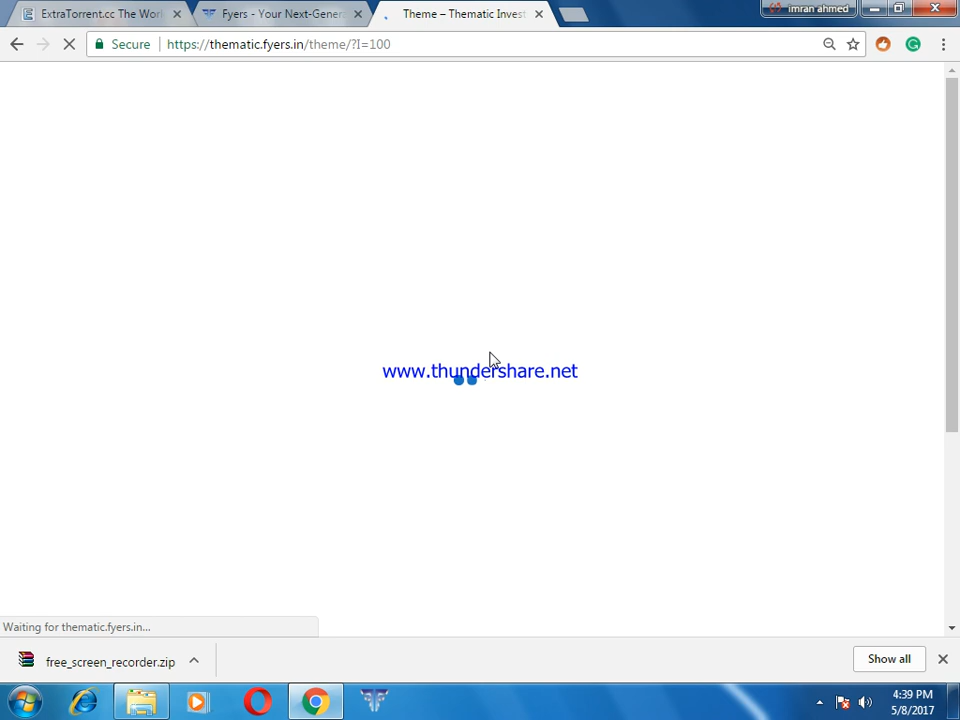 ExtraTorrent.cc The Worl
Fyers - Your Next-Gener
Theme – Thematic Invest
imran ahmed
Secure
https://thematic.fyers.in/theme/?I=100
www.thundershare.net
Waiting for thematic.fyers.in...
free_screen_recorder.zip
Show all
4:39 PM
5/8/2017